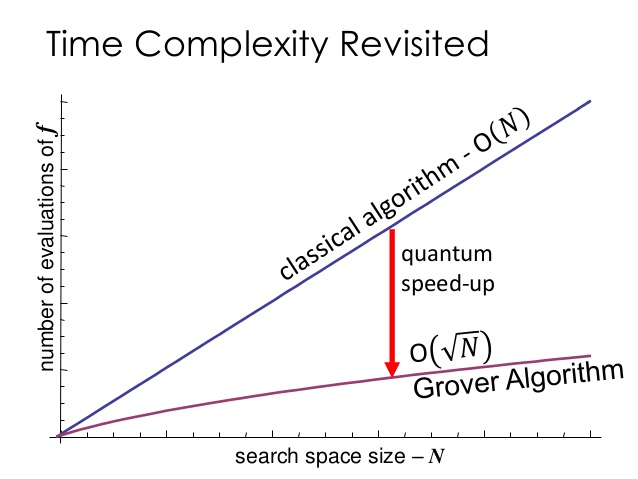 Time Complexity Revisited
number of evaluations of f
classical algorithm - O(N)
quantum
speed-up
O(√N)
Grover Algorithm
search space size – N